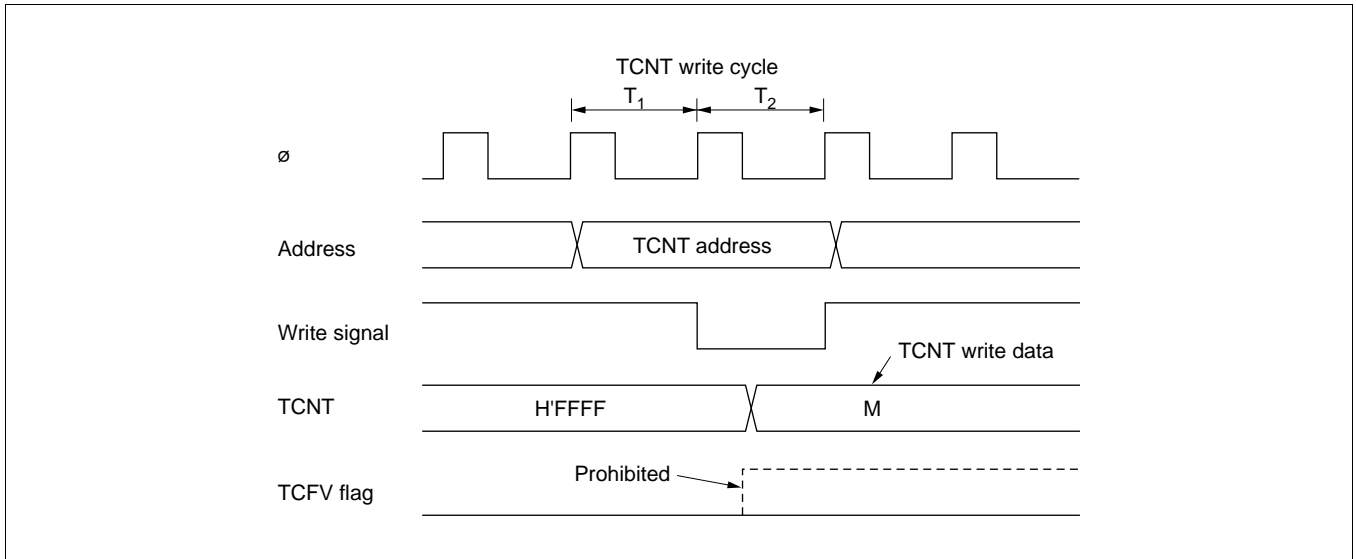 TCNT write cycle
T1 T2
ø
Address TCNT address
Write signal
TCNT write data
TCNT H'FFFF M
Prohibited
TCFV flag